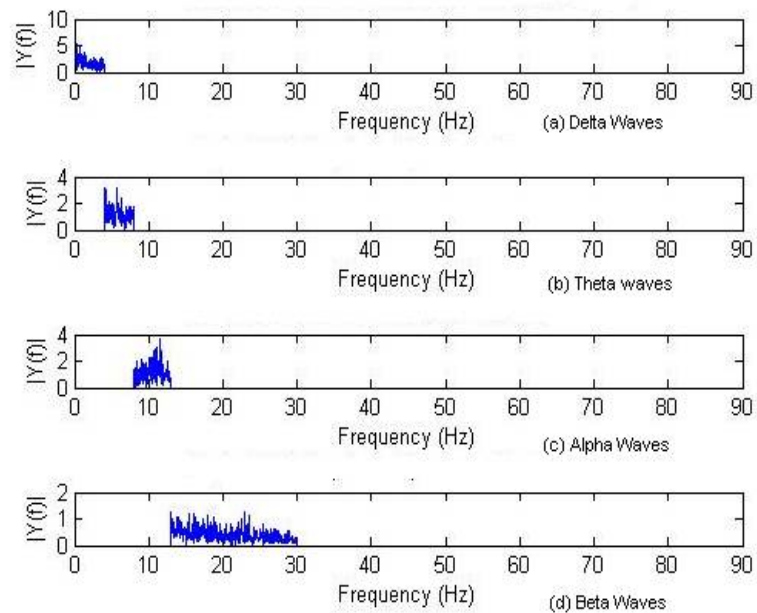 10
5
0
|Y(f)|
0 10 20 30 40 50 60 70 80 90
Frequency (Hz)
(a) Delta Waves
4
2
0
|Y(f)|
0 10 20 30 40 50 60 70 80 90
Frequency (Hz)
(b) Theta waves
4
2
0
|Y(f)|
0 10 20 30 40 50 60 70 80 90
Frequency (Hz)
(c) Alpha Waves
2
1
0
|Y(f)|
0 10 20 30 40 50 60 70 80 90
Frequency (Hz)
(d) Beta Waves